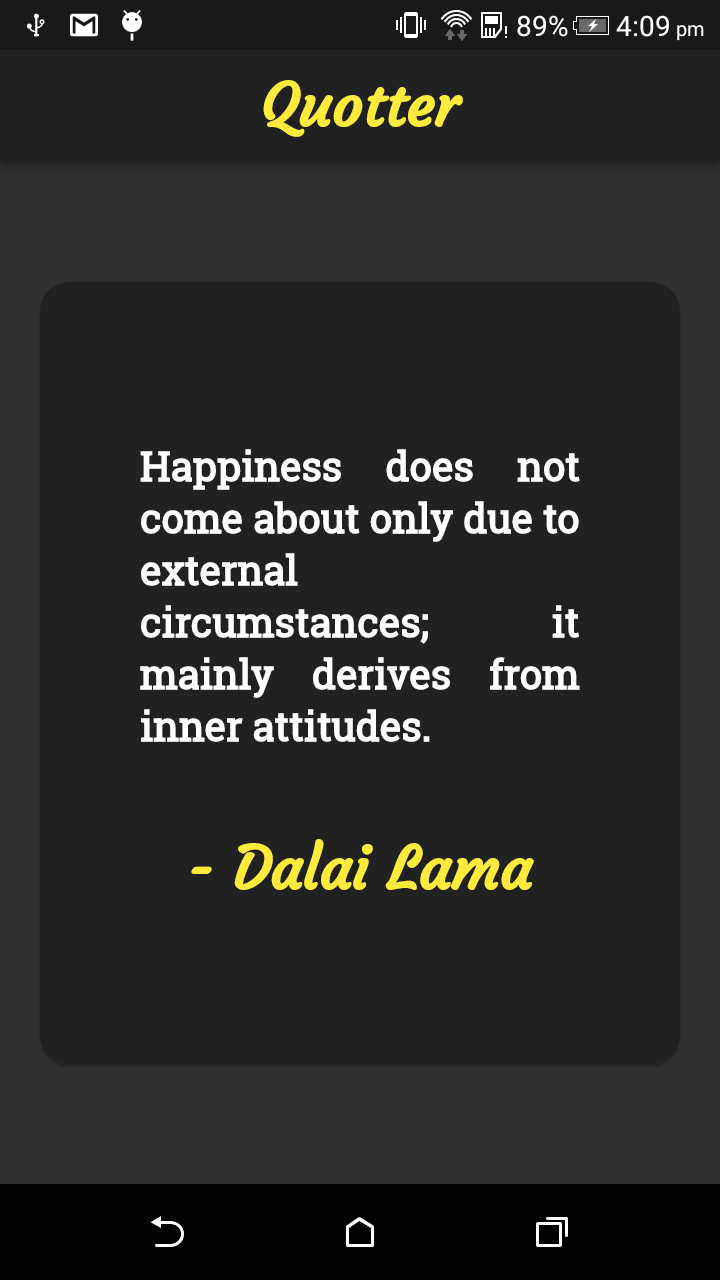 89% 4:09 pm
Quotter
Happiness does not
come about only due to
external
circumstances; it
mainly derives from
inner attitudes.
- Dalai Lama